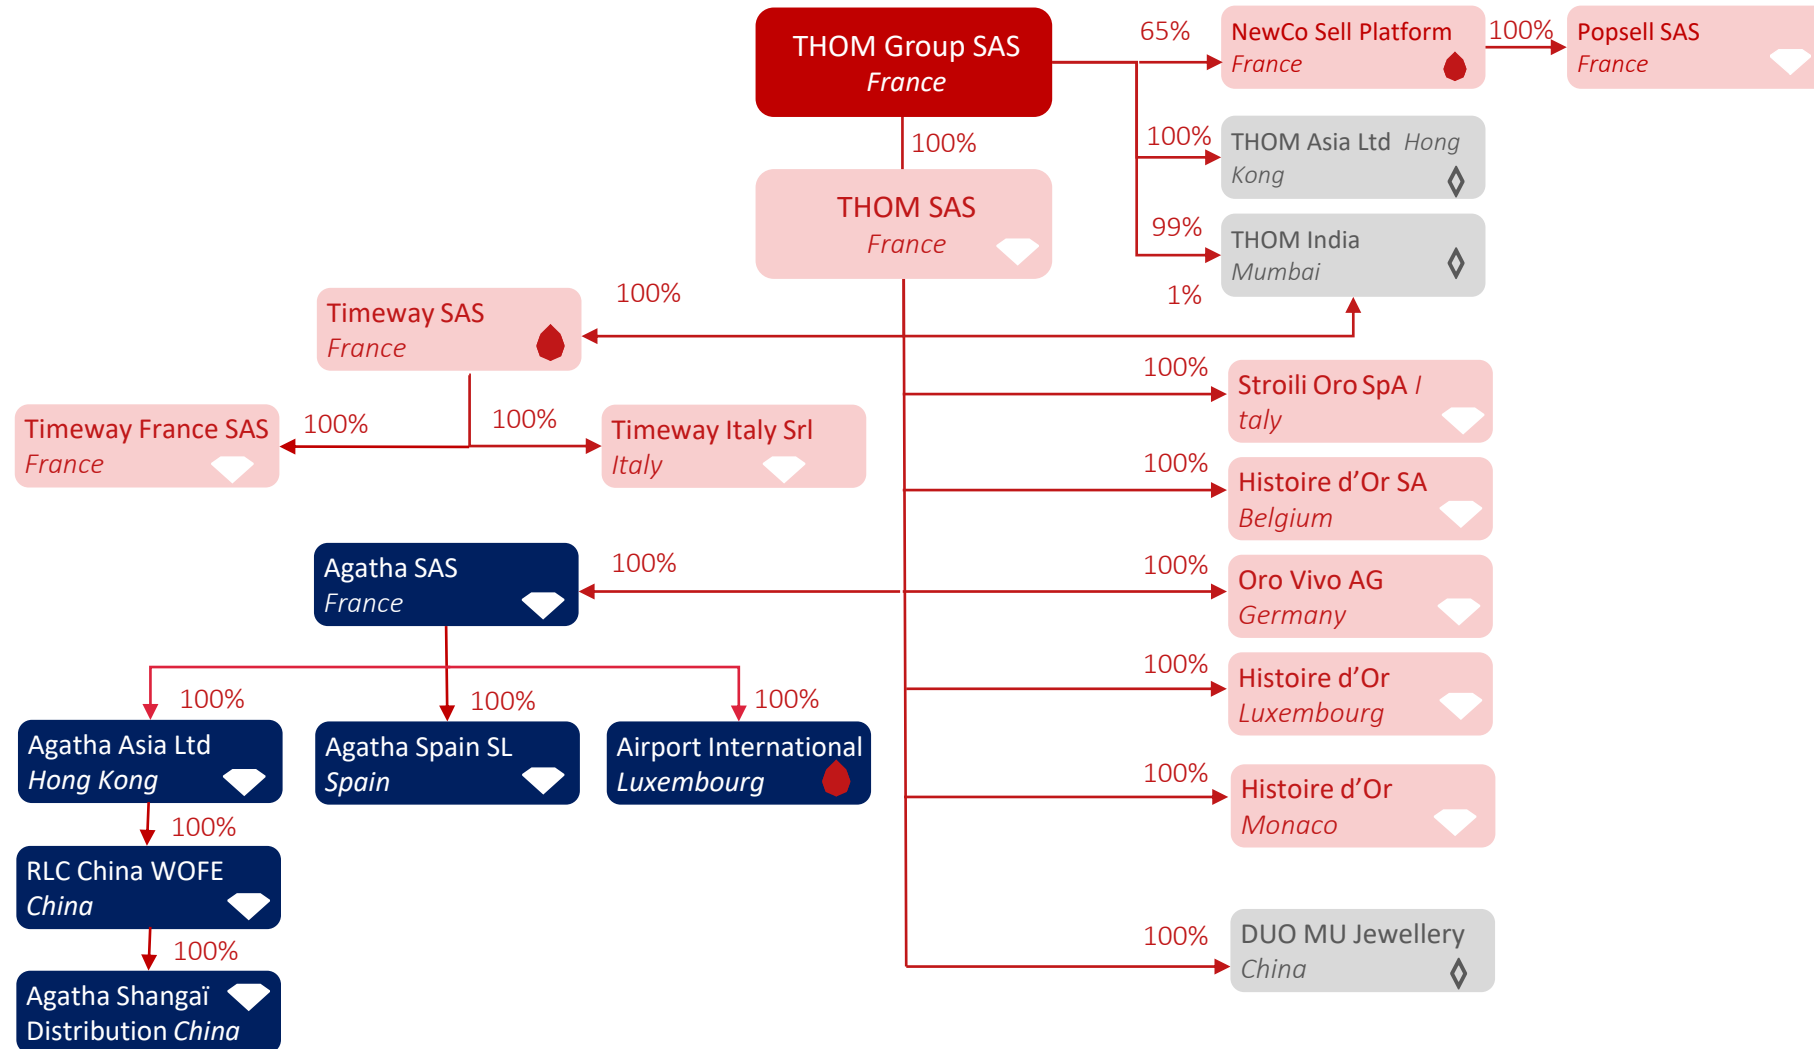 THOM Group SAS
France
65%
NewCo Sell Platform
France
100%
Popsell SAS
France
100%
THOM Asia Ltd Hong
Kong
99%
THOM India
Mumbai
1%
100%
THOM SAS
France
100%
Timeway SAS
France
100%
Timeway France SAS
France
100%
Timeway Italy Srl
Italy
100%
Stroili Oro SpA I
taly
100%
Histoire d’Or SA
Belgium
100%
Agatha SAS
France
100%
Oro Vivo AG
Germany
100%
Histoire d’Or
Luxembourg
100%
Agatha Asia Ltd
Hong Kong
100%
Agatha Spain SL
Spain
100%
Airport International
Luxembourg
100%
Histoire d’Or
Monaco
100%
RLC China WOFE
China
100%
Agatha Shangaï
Distribution China
100%
DUO MU Jewellery
China